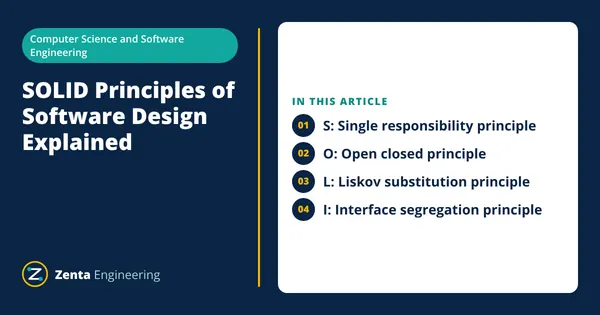 Computer Science and Software
Engineering
SOLID Principles of
Software Design
Explained
Z Zenta Engineering
IN THIS ARTICLE
01 S: Single responsibility principle
02 O: Open closed principle
03 L: Liskov substitution principle
04 I: Interface segregation principle